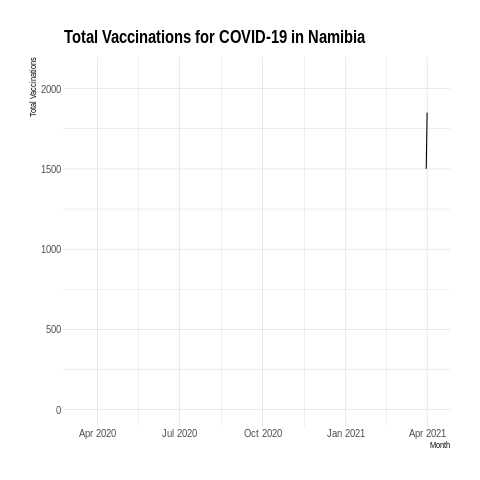 Total Vaccinations for COVID-19 in Namibia
Total Vaccinations
2000
1500
1000
500
0
Apr 2020 Jul 2020 Oct 2020 Jan 2021 Apr 2021
Month